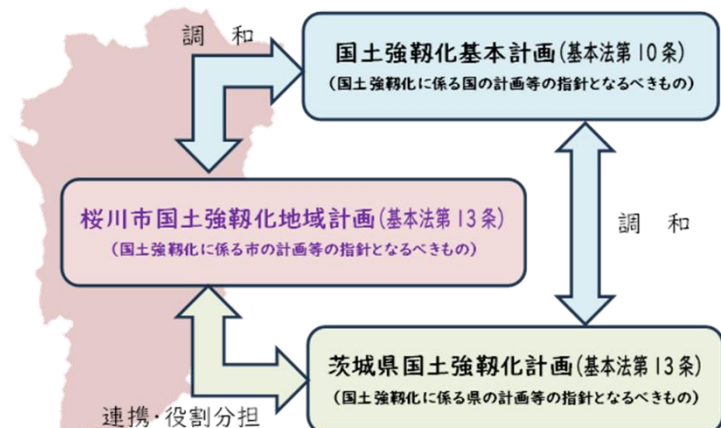 調　和
国土強靱化基本計画(基本法第10条)
(国土強靱化に係る国の計画等の指針となるべきもの)
桜川市国土強靱化地域計画(基本法第13条)
(国土強靱化に係る市の計画等の指針となるべきもの)
調　和
茨城県国土強靱化計画(基本法第13条)
(国土強靱化に係る県の計画等の指針となるべきもの)
連携・役割分担